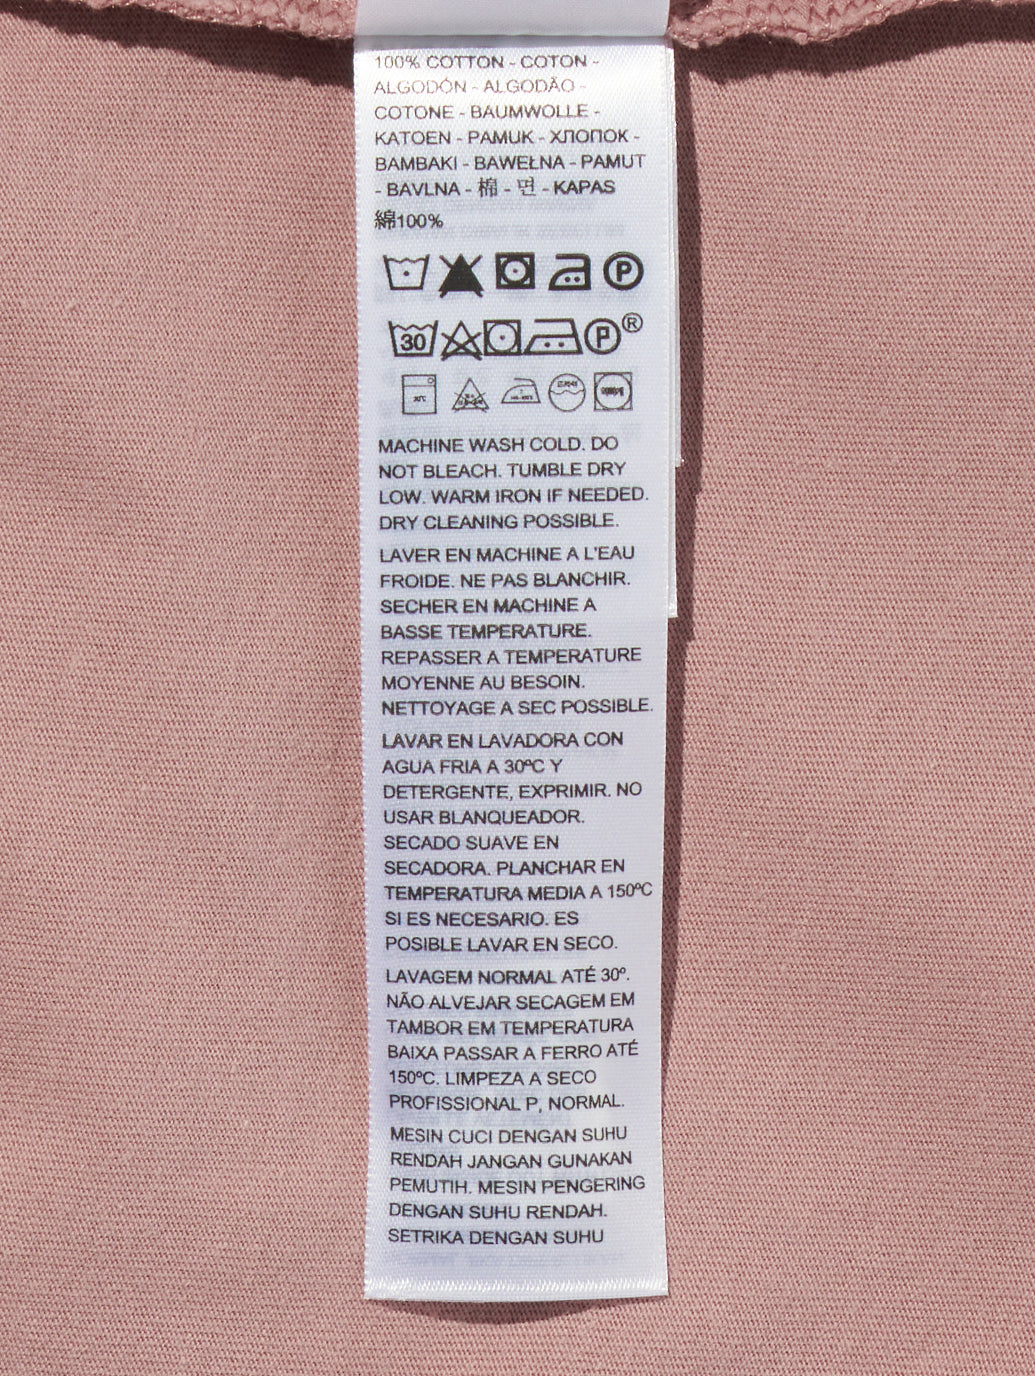 100% COTTON - COTON -
ALGODÓN - ALGODÃO -
COTONE - BAUMWOLLE -
KATOEN - PAMUK - ХЛОПОК -
BAMBAKI - BAWEŁNA - PAMUT
- BAVLNA - 棉 - 면 - KAPAS
綿100%
P
30 P ®
MACHINE WASH COLD. DO
NOT BLEACH. TUMBLE DRY
LOW. WARM IRON IF NEEDED.
DRY CLEANING POSSIBLE.
LAVER EN MACHINE A L'EAU
FROIDE. NE PAS BLANCHIR.
SECHER EN MACHINE A
BASSE TEMPERATURE.
REPASSER A TEMPERATURE
MOYENNE AU BESOIN.
NETTOYAGE A SEC POSSIBLE.
LAVAR EN LAVADORA CON
AGUA FRIA A 30ºC Y
DETERGENTE, EXPRIMIR. NO
USAR BLANQUEADOR.
SECADO SUAVE EN
SECADORA. PLANCHAR EN
TEMPERATURA MEDIA A 150ºC
SI ES NECESARIO. ES
POSIBLE LAVAR EN SECO.
LAVAGEM NORMAL ATÉ 30º.
NÃO ALVEJAR SECAGEM EM
TAMBOR EM TEMPERATURA
BAIXA PASSAR A FERRO ATÉ
150ºC. LIMPEZA A SECO
PROFISSIONAL P, NORMAL.
MESIN CUCI DENGAN SUHU
RENDAH JANGAN GUNAKAN
PEMUTIH. MESIN PENGERING
DENGAN SUHU RENDAH.
SETRIKA DENGAN SUHU